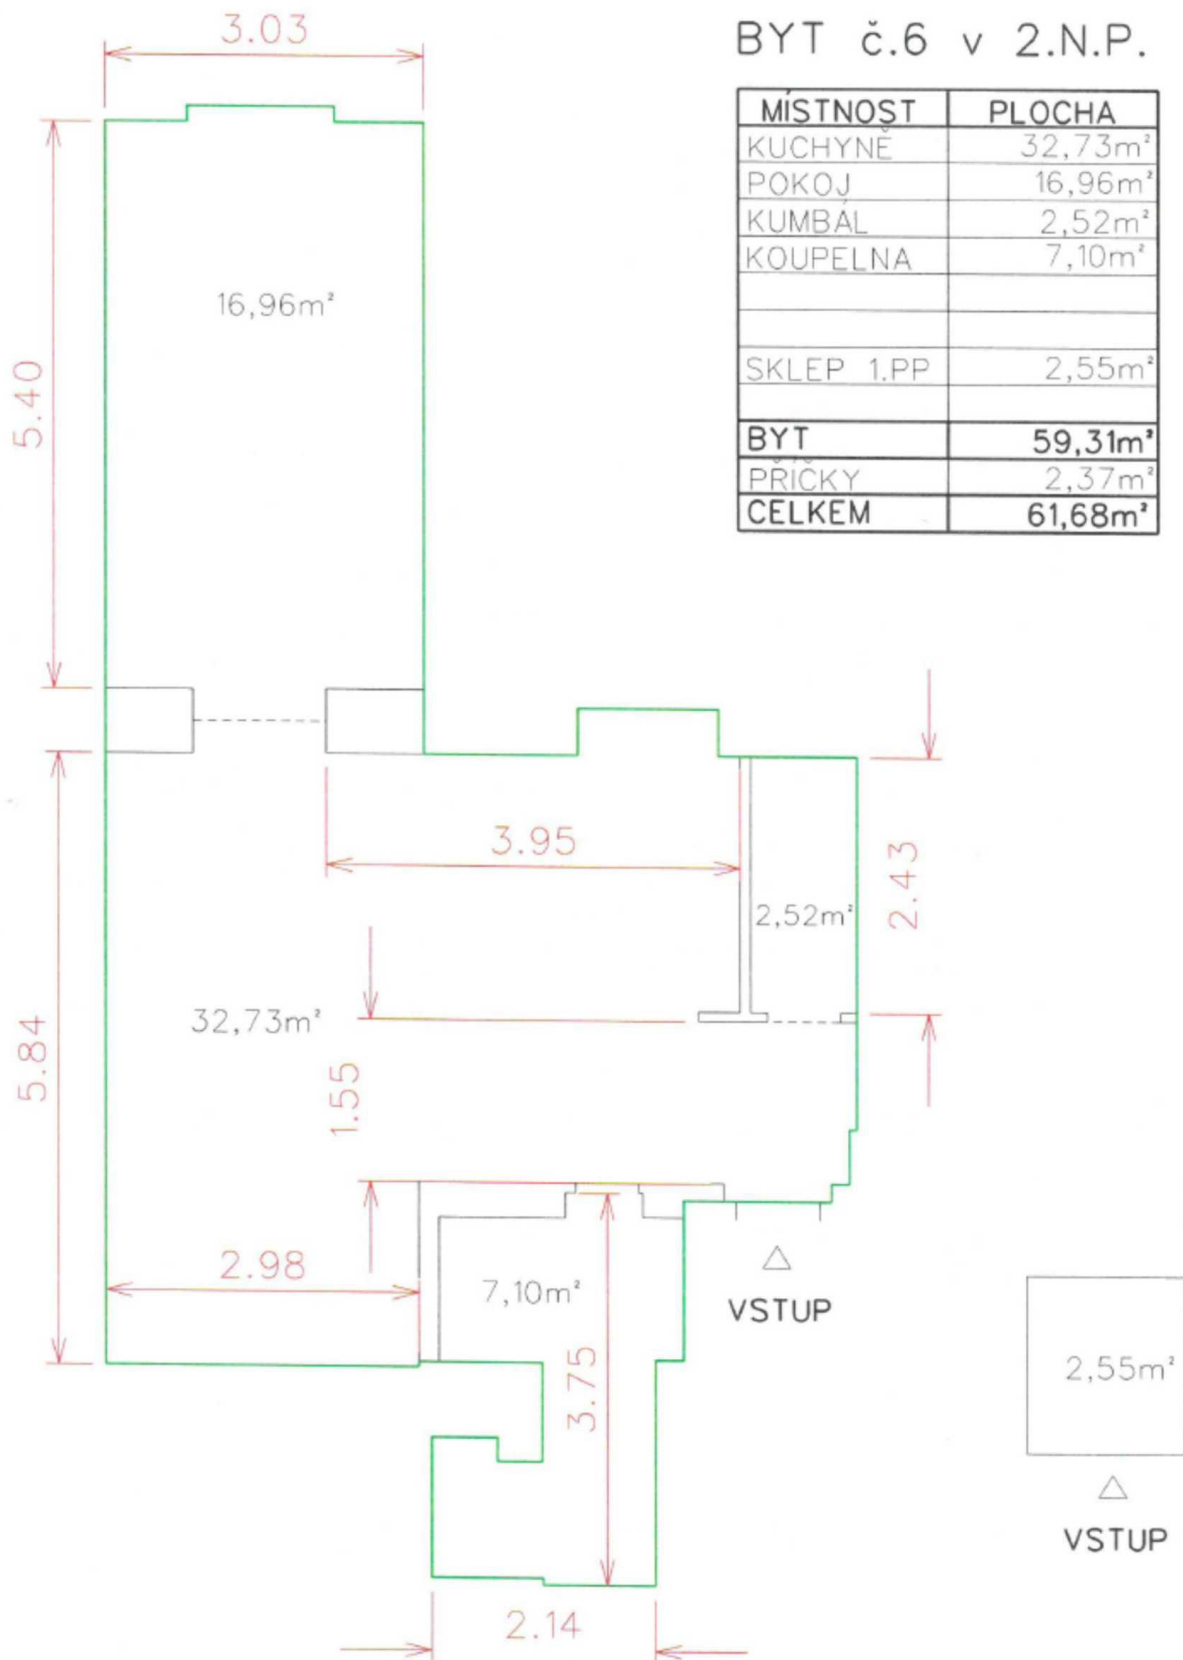 3.03
BYT č.6 v 2.N.P.
MÍSTNOST PLOCHA
KUCHYNĚ 32,73m²
POKOJ 16,96m²
KUMBÁL 2,52m²
KOUPELNA 7,10m²
SKLEP 1.PP 2,55m²
BYT 59,31m²
PŘÍČKY 2,37m²
CELKEM 61,68m²
16,96m²
5.40
3.95
2.43
2,52m²
32,73m²
5.84
1.55
2.98
7,10m²
VSTUP
3.75
2,55m²
VSTUP
2.14